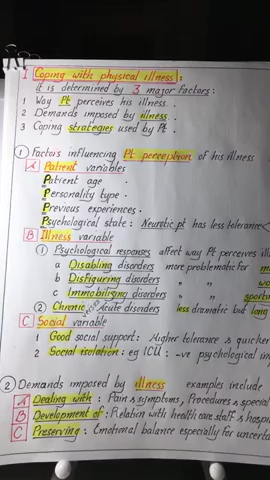 I Coping with physical illness :
It is determined by 3 major factors :
1 Way Pt perceives his illness .
2 Demands imposed by illness .
3 Coping strategies used by Pt .
① Factors influencing Pt perception of his illness
A Patient variables
Patient age .
Personality type .
Previous experiences .
Psychological state : Neurotic pt has less tolerance
B Illness variable
① Psychological responses affect way Pt perceives ill
a Disabling disorders more problematic for
b Disfiguring disorders " "
c Immobilizing disorders " " sport
② Chronic versus Acute disorders less dramatic but long
C Social variable
1 Good social support : Higher tolerance & quicker
2 Social isolation : eg ICU : -ve psychological im
② Demands imposed by illness examples include
A Dealing with : Pain & symptoms, Procedures & special
B Development of : Relation with health care staff & hosp
C Preserving : Emotional balance especially for uncerta